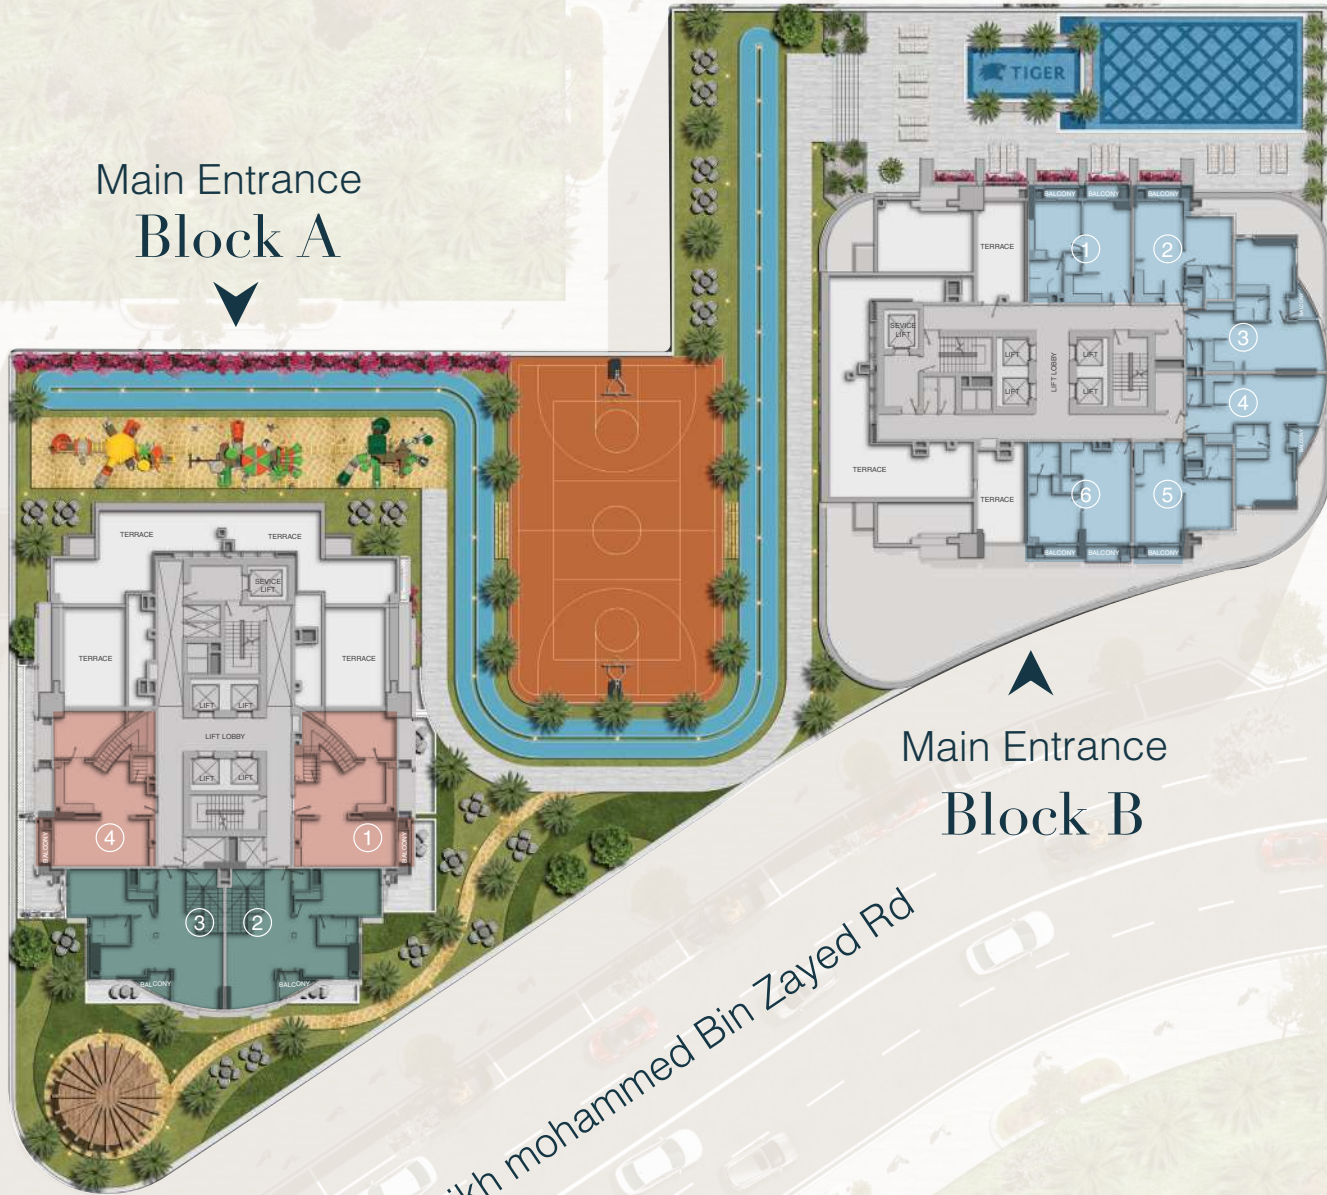 TIGER
Main Entrance
Block A
BALCONY
BALCONY
BALCONY
1
2
TERRACE
SEVICE
LIFT
LIFT
LIFT
LIFT
LIFT
LIFT LOBBY
3
4
TERRACE
TERRACE
6
5
BALCONY
BALCONY
BALCONY
TERRACE
TERRACE
SEVICE
LIFT
TERRACE
TERRACE
LIFT
LIFT
LIFT LOBBY
LIFT
LIFT
4
1
BALCONY
BALCONY
3
2
BALCONY
BALCONY
Main Entrance
Block B
ikh mohammed Bin Zayed Rd